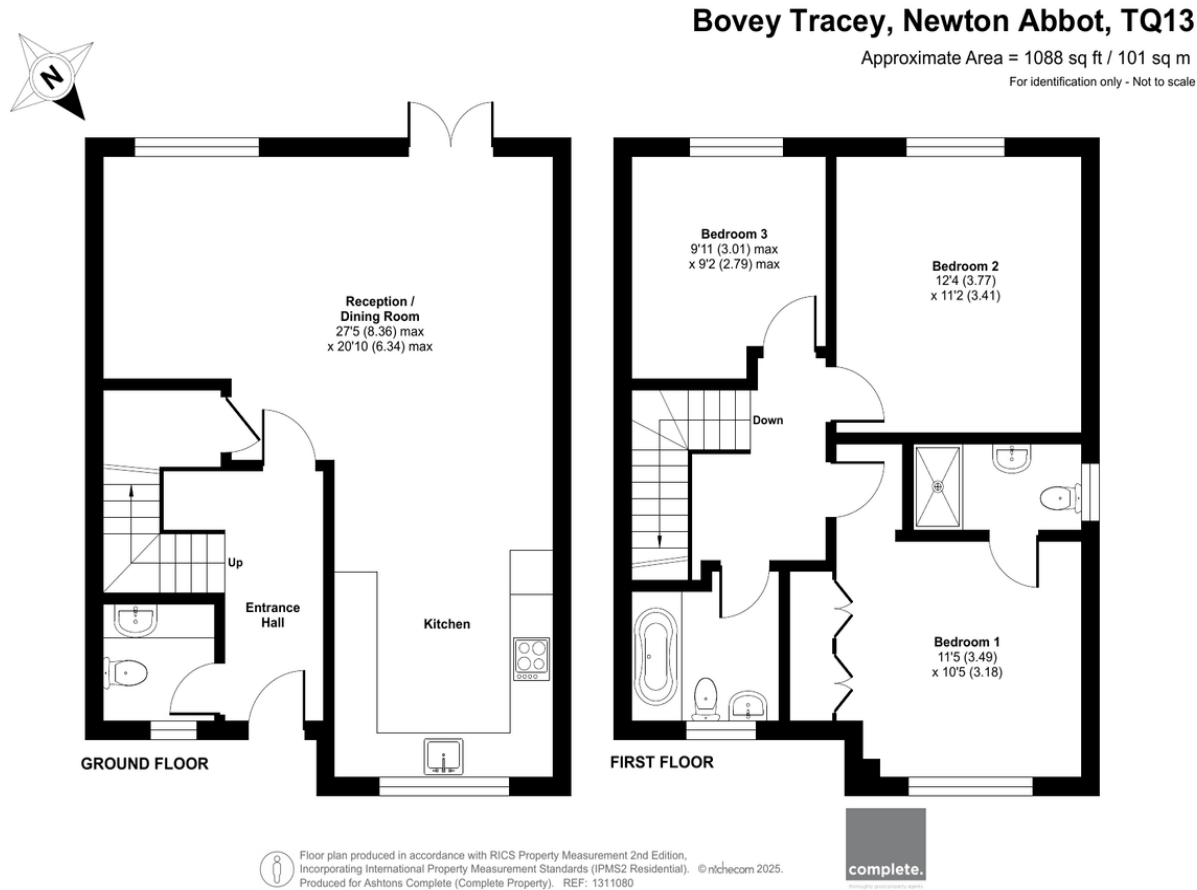 Bovey Tracey, Newton Abbot, TQ13
Approximate Area = 1088 sq ft / 101 sq m
For identification only - Not to scale
N
Reception /
Dining Room
27'5 (8.36) max
x 20'10 (6.34) max
Up
Entrance
Hall
Kitchen
GROUND FLOOR
Bedroom 3
9'11 (3.01) max
x 9'2 (2.79) max
Bedroom 2
12'4 (3.77)
x 11'2 (3.41)
Down
Bedroom 1
11'5 (3.49)
x 10'5 (3.18)
FIRST FLOOR
Floor plan produced in accordance with RICS Property Measurement 2nd Edition,
Incorporating International Property Measurement Standards (IPMS2 Residential). © nichecom 2025.
Produced for Ashtons Complete (Complete Property). REF: 1311080
complete.
thoroughly good property agents